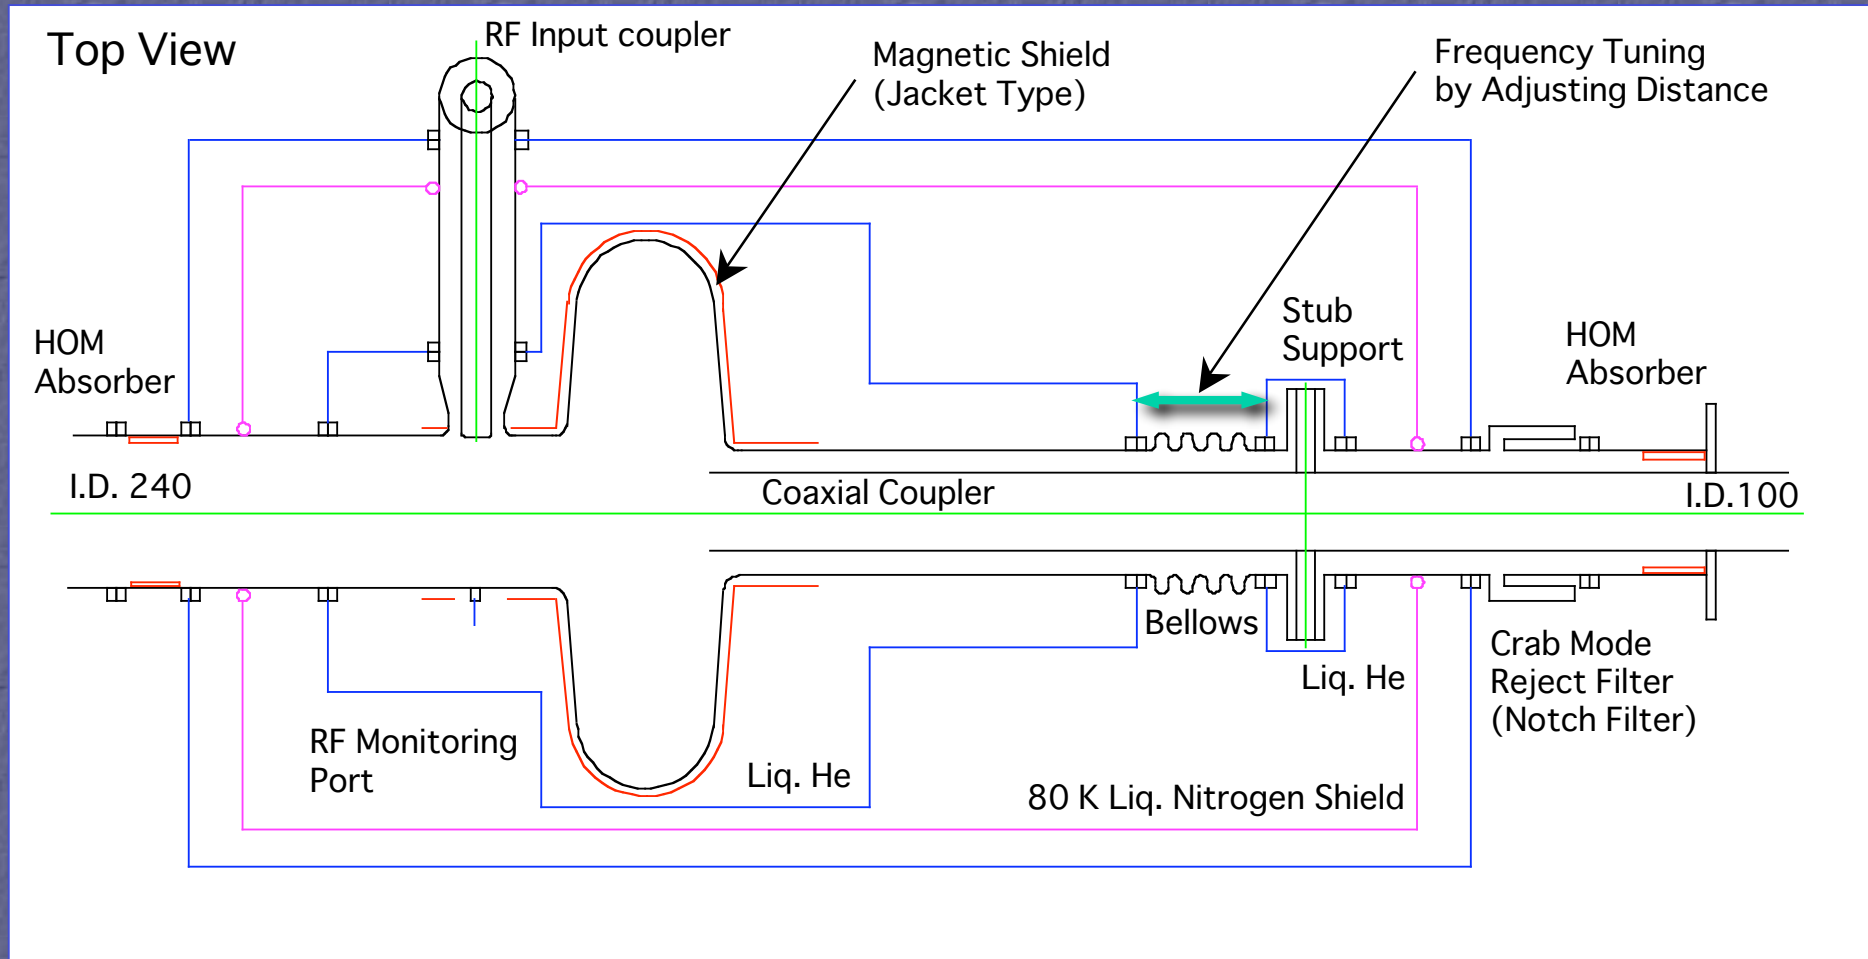 Top View
RF Input coupler
Magnetic Shield
(Jacket Type)
Frequency Tuning
by Adjusting Distance
HOM
Absorber
Stub
Support
HOM
Absorber
I.D. 240
Coaxial Coupler
I.D.100
Bellows
Liq. He
Crab Mode
Reject Filter
(Notch Filter)
RF Monitoring
Port
Liq. He
80 K Liq. Nitrogen Shield